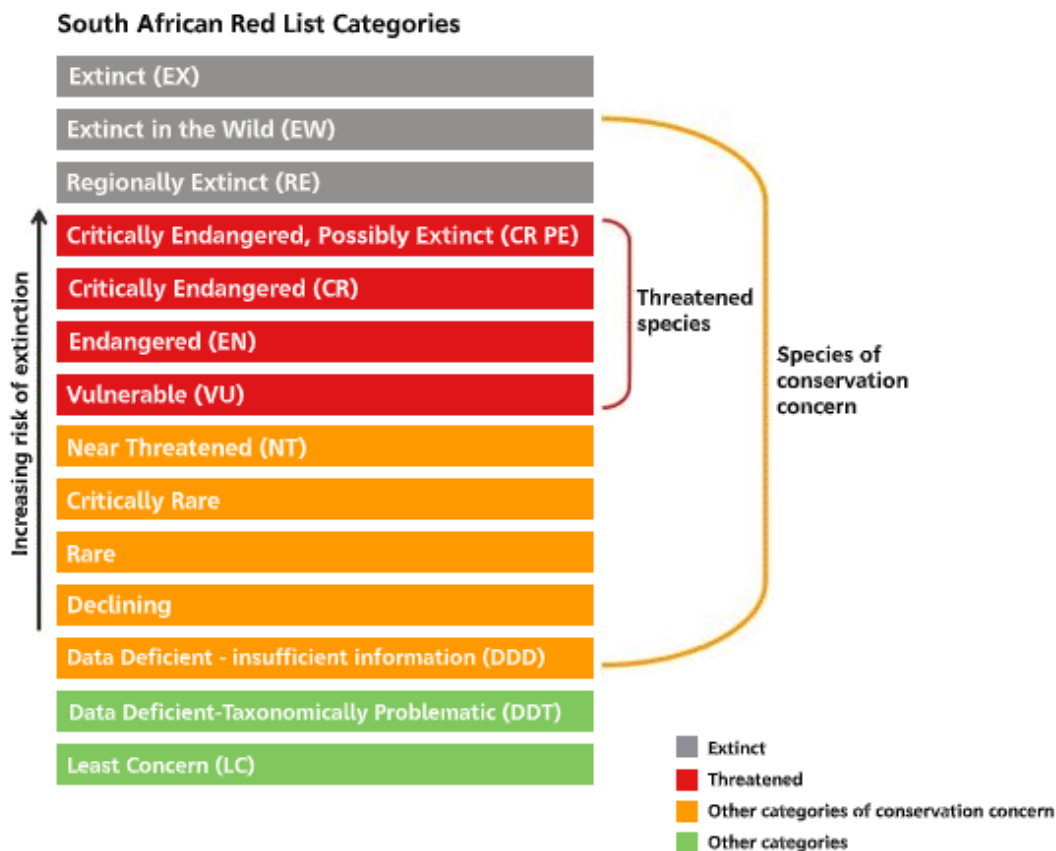 South African Red List Categories
Extinct (EX)
Extinct in the Wild (EW)
Regionally Extinct (RE)
Critically Endangered, Possibly Extinct (CR PE)
Critically Endangered (CR)
Endangered (EN)
Vulnerable (VU)
Near Threatened (NT)
Critically Rare
Rare
Declining
Data Deficient - insufficient information (DDD)
Data Deficient-Taxonomically Problematic (DDT)
Least Concern (LC)
Increasing risk of extinction
Threatened
species
Species of
conservation
concern
Extinct
Threatened
Other categories of conservation concern
Other categories